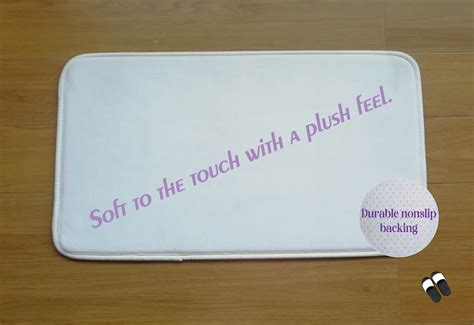 Soft to the touch with a plush feel.
Durable nonslip
backing